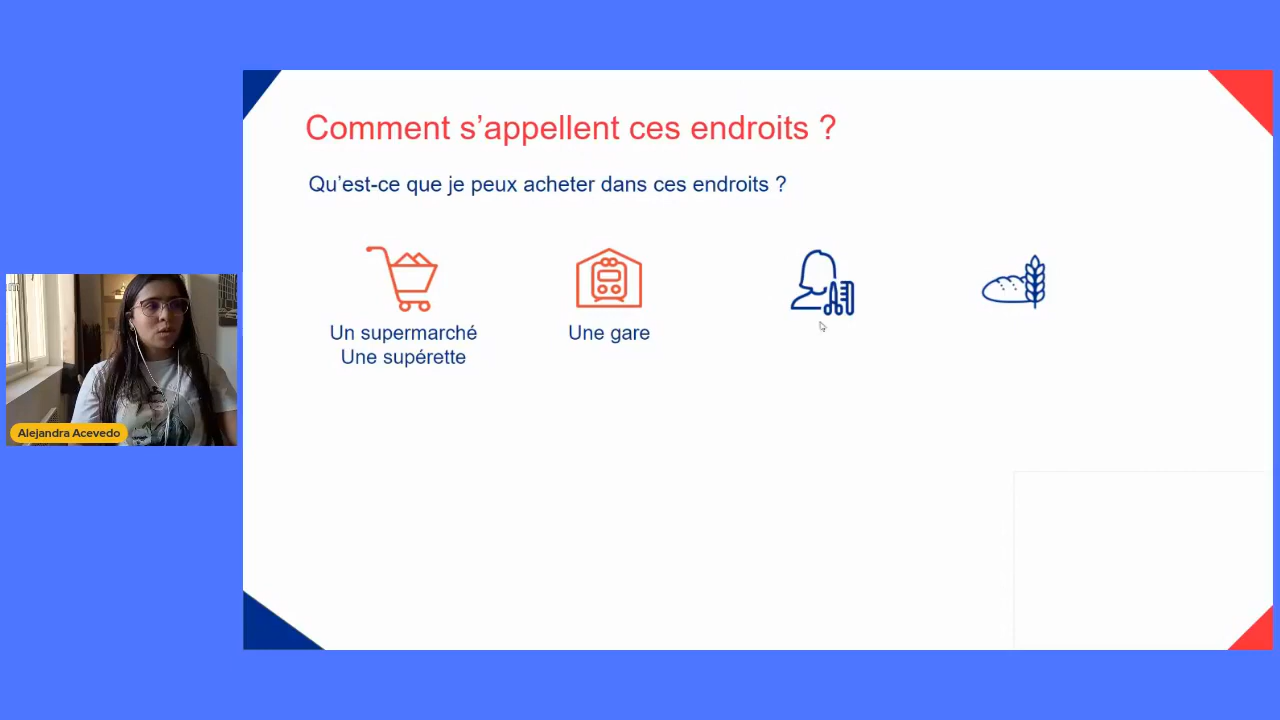 Comment s’appellent ces endroits ?
Qu’est-ce que je peux acheter dans ces endroits ?
Un supermarché
Une supérette
Une gare
Alejandra Acevedo